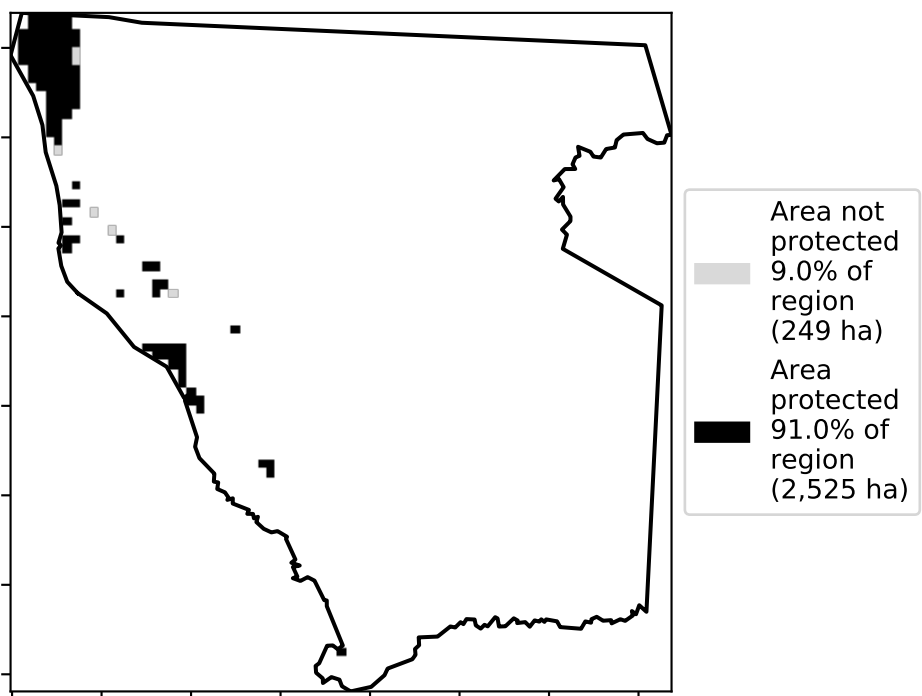 Area not
protected
9.0% of
region
(249 ha)
Area
protected
91.0% of
region
(2,525 ha)